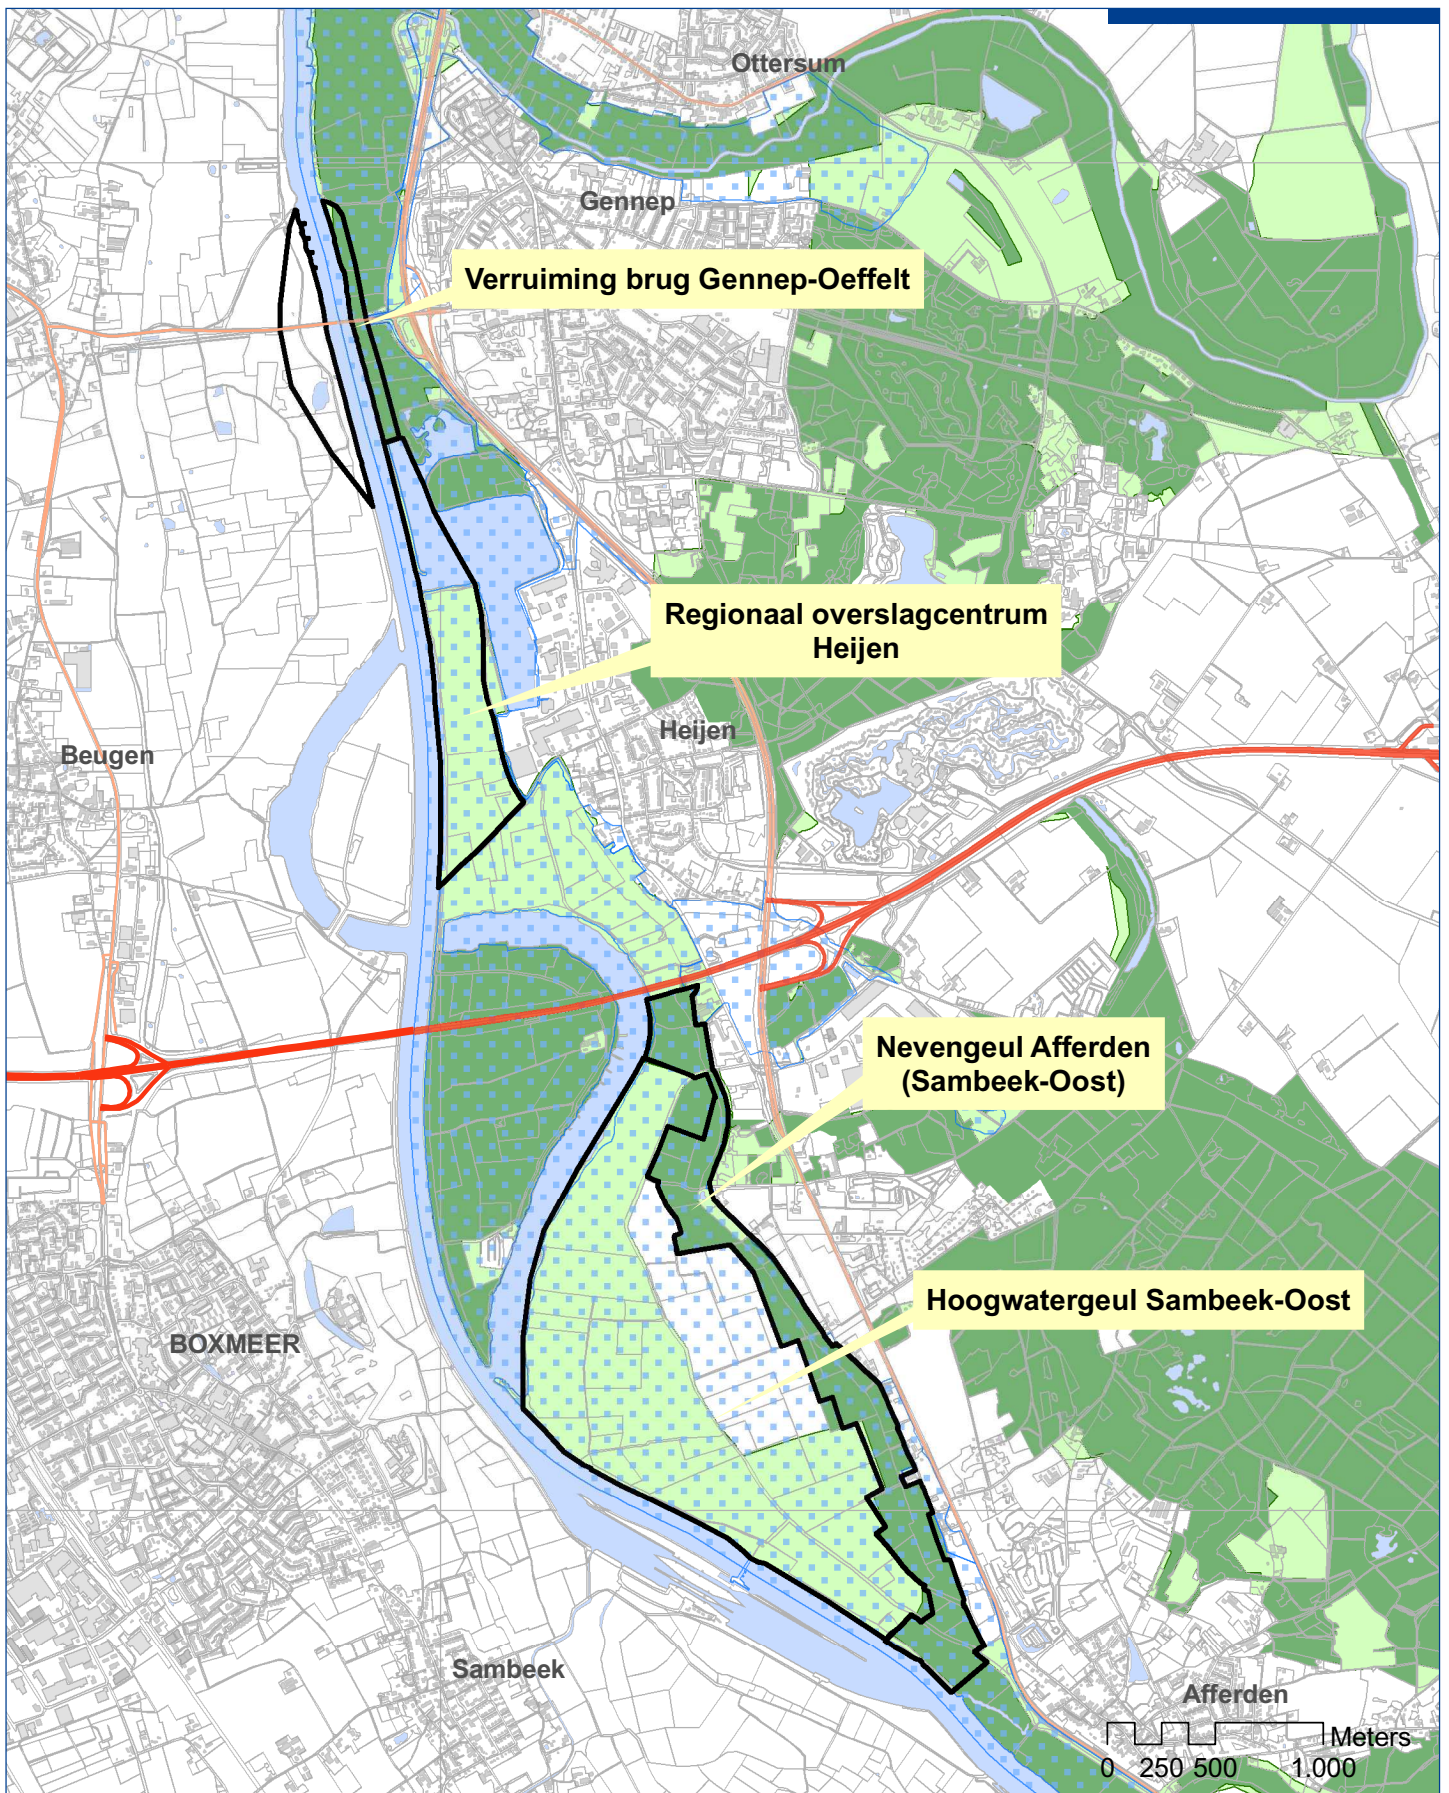 Ottersum
Gennep
Verruiming brug Gennep-Oeffelt
Regionaal overslagcentrum
Heijen
Heijen
Beugen
Nevengeul Afferden
(Sambeek-Oost)
Hoogwatergeul Sambeek-Oost
BOXMEER
Sambeek
Afferden
Meters
0 250 500 1.000